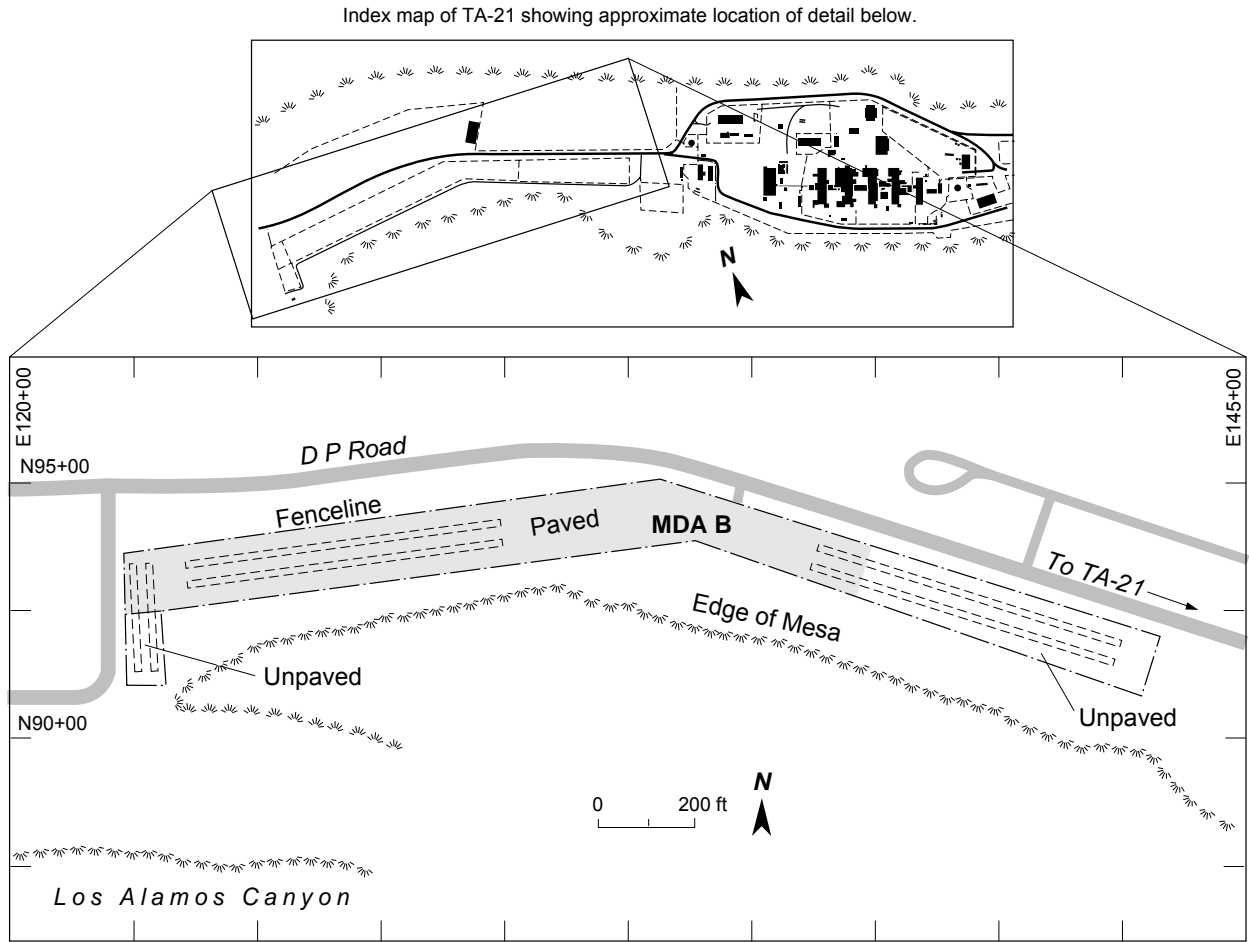 Index map of TA-21 showing approximate location of detail below.
N
E120+00
E145+00
D P Road
N95+00
Fenceline
Paved
MDA B
To TA-21
Edge of Mesa
Unpaved
N90+00
Unpaved
N
0 200 ft
Los Alamos Canyon